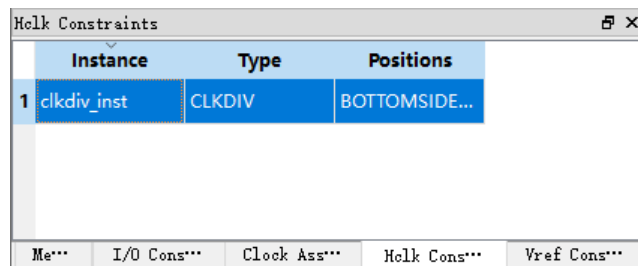 Hclk Constraints
Instance Type Positions
1 clkdiv_inst CLKDIV BOTTOMSIDE...
Me... I/O Cons... Clock Ass... Hclk Cons... Vref Cons...